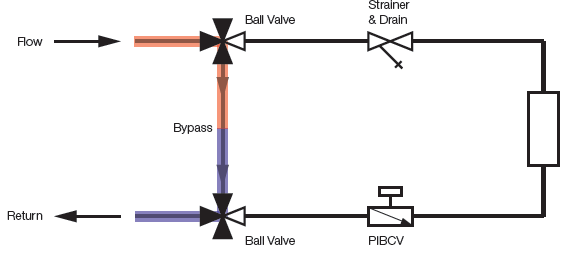 Strainer
& Drain
Ball Valve
Flow
Bypass
Return
Ball Valve
PIBCV